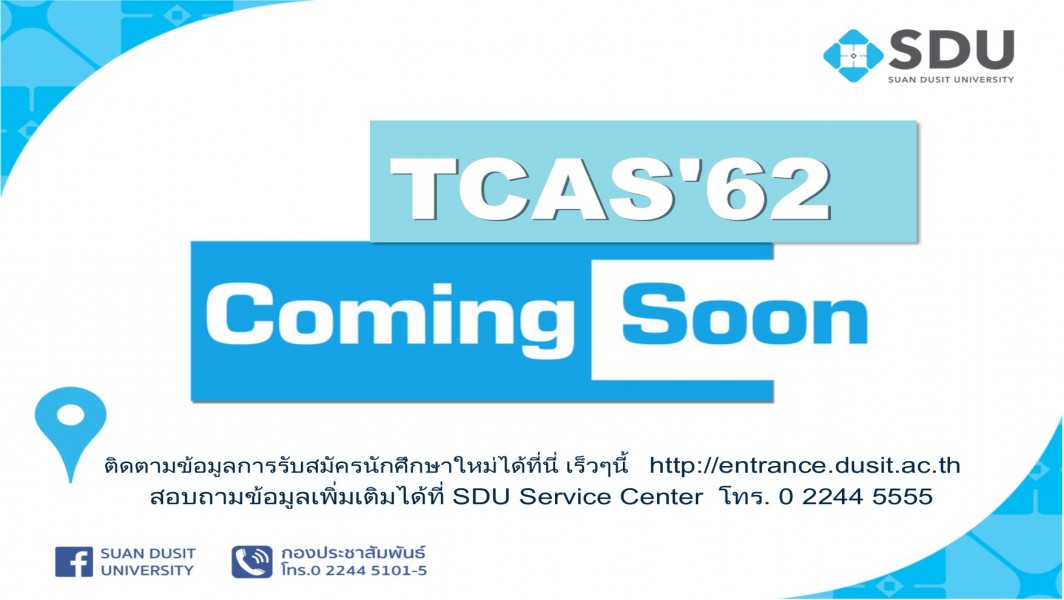 SDU
SUAN DUSIT UNIVERSITY
TCAS'62
Coming Soon
ติดตามข้อมูลการรับสมัครนักศึกษาใหม่ได้ที่นี่ เร็วๆนี้ http://entrance.dusit.ac.th
สอบถามข้อมูลเพิ่มเติมได้ที่ SDU Service Center โทร. 0 2244 5555
SUAN DUSIT
UNIVERSITY
กองประชาสัมพันธ์
โทร.0 2244 5101-5